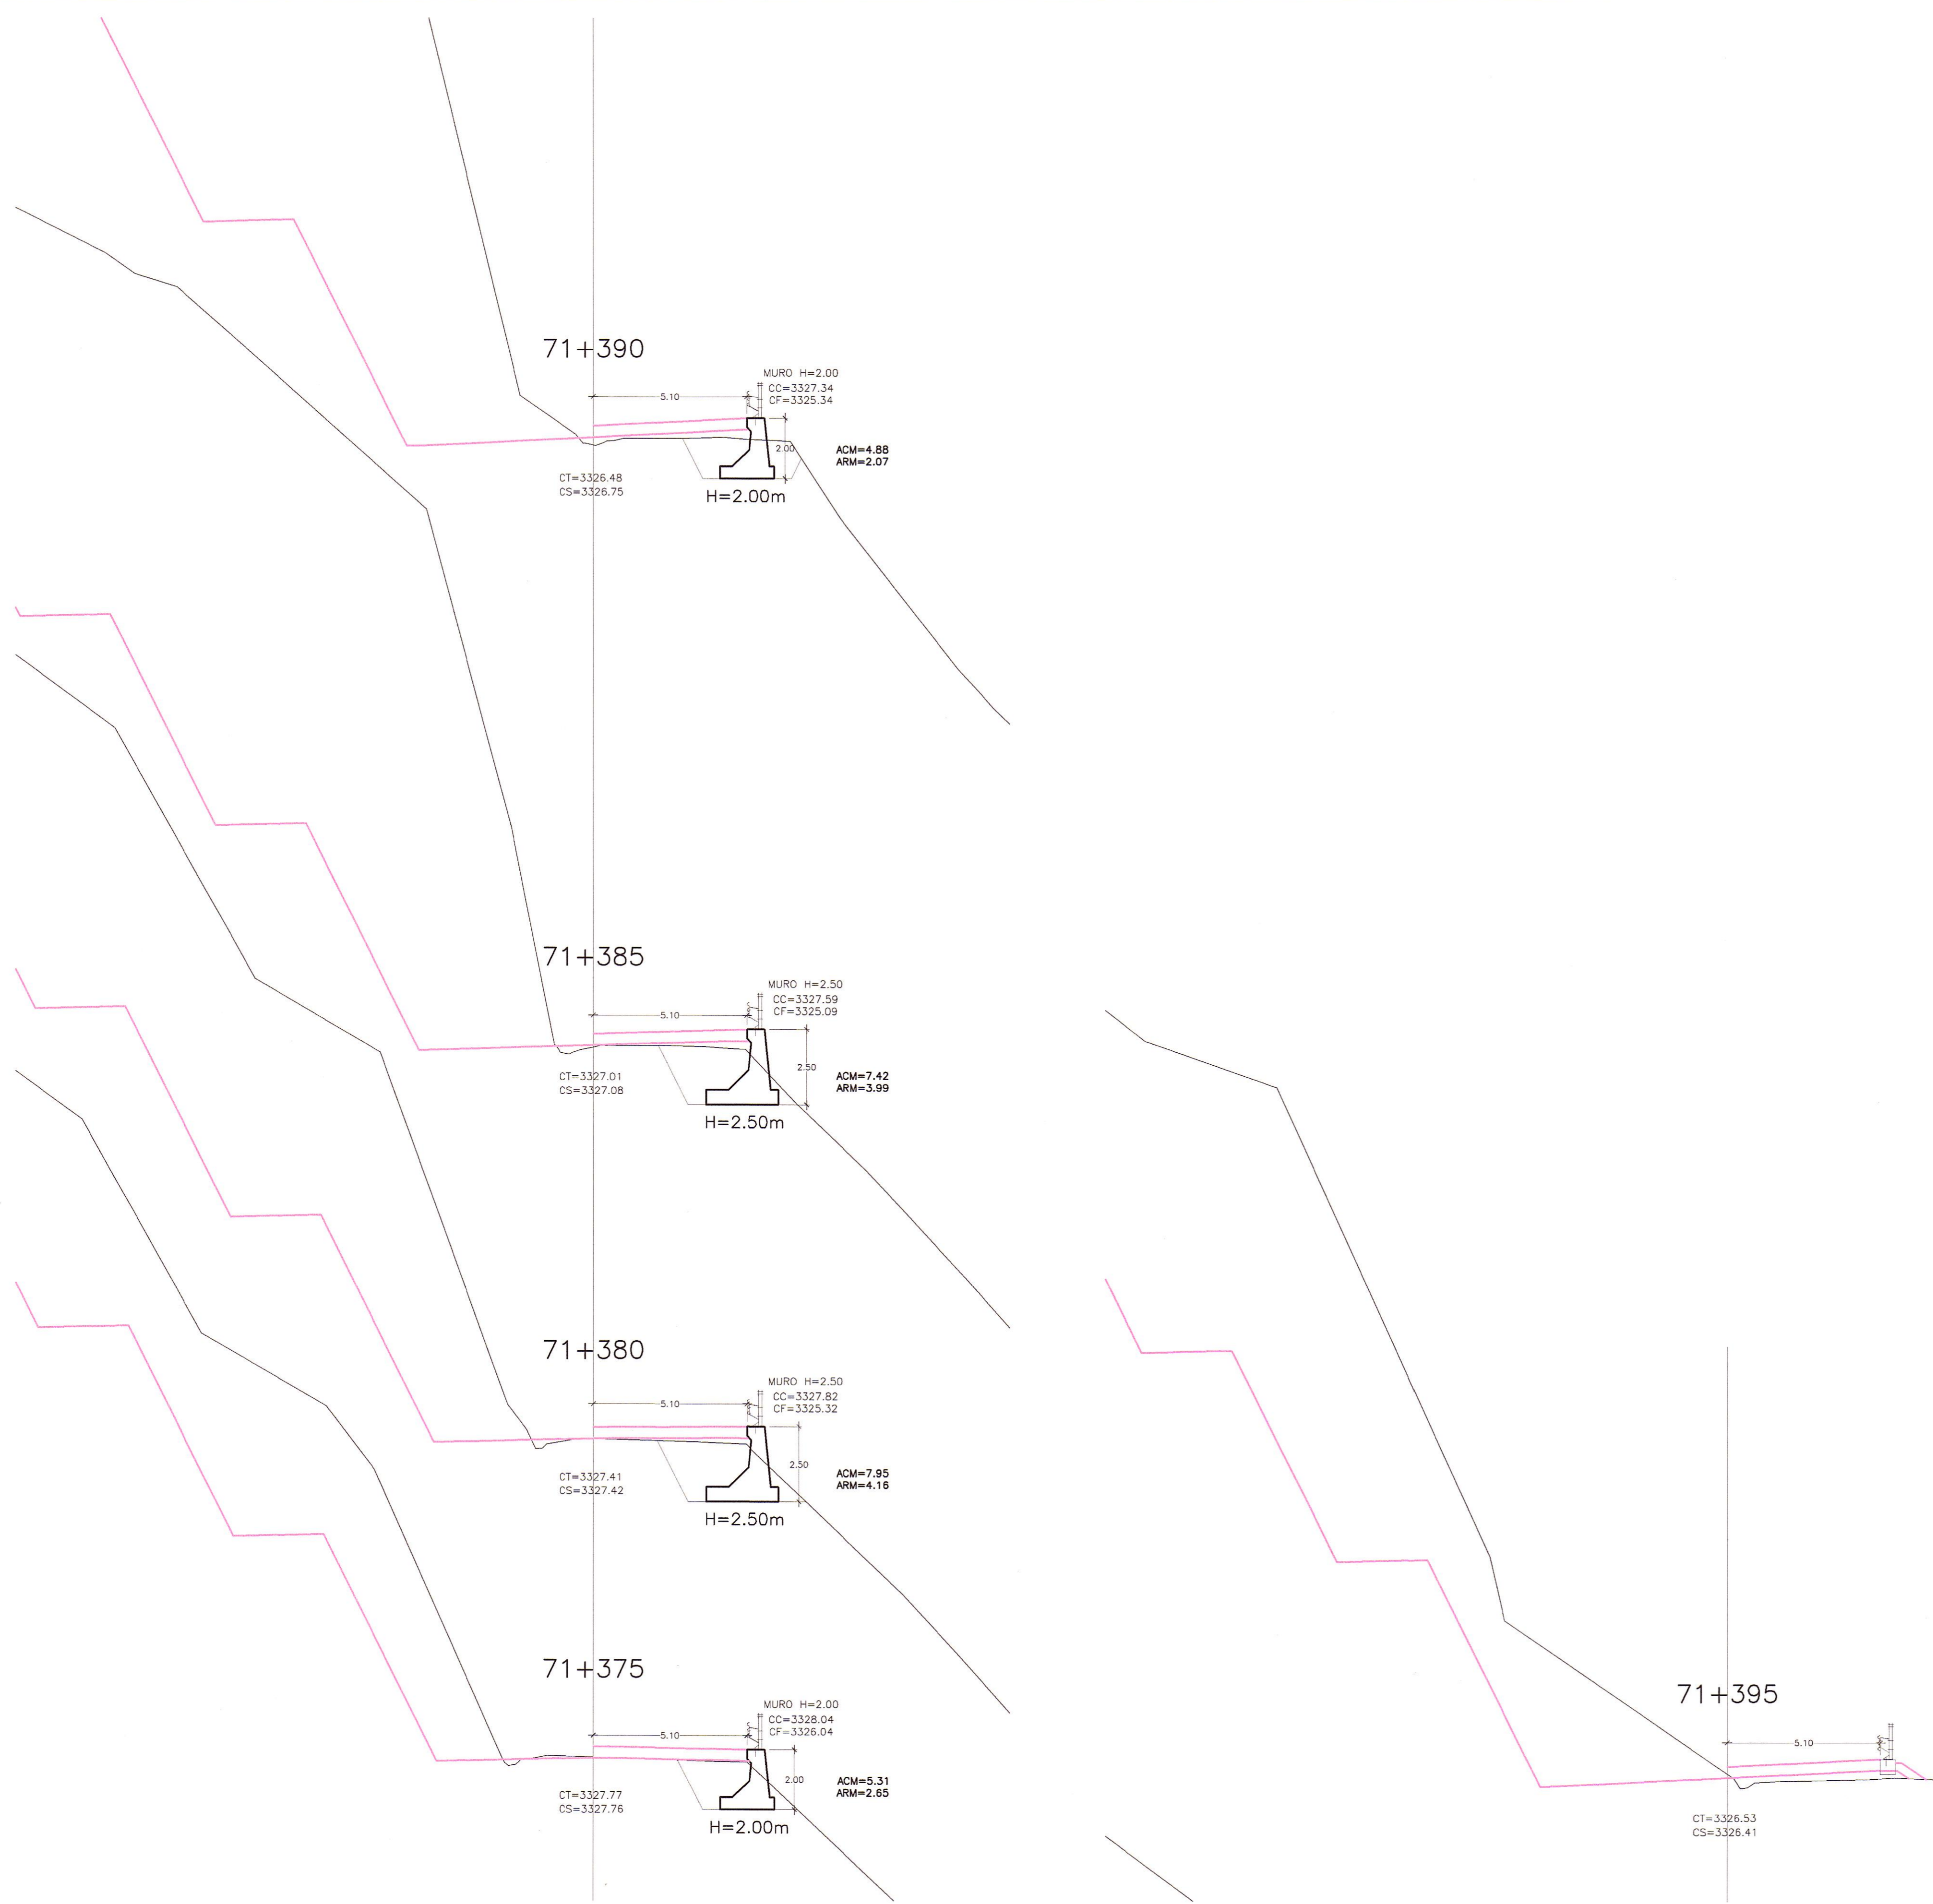 71+390
MURO H=2.00
CC=3327.34
CF=3325.34
5.10
2.00
ACM=4.88
ARM=2.07
CT=3326.48
CS=3326.75
H=2.00m
71+385
MURO H=2.50
CC=3327.59
CF=3325.09
5.10
2.50
ACM=7.42
ARM=3.99
CT=3327.01
CS=3327.08
H=2.50m
71+380
MURO H=2.50
CC=3327.82
CF=3325.32
5.10
2.50
ACM=7.95
ARM=4.16
CT=3327.41
CS=3327.42
H=2.50m
71+375
MURO H=2.00
CC=3328.04
CF=3326.04
5.10
2.00
ACM=5.31
ARM=2.65
CT=3327.77
CS=3327.76
H=2.00m
71+395
5.10
CT=3326.53
CS=3326.41